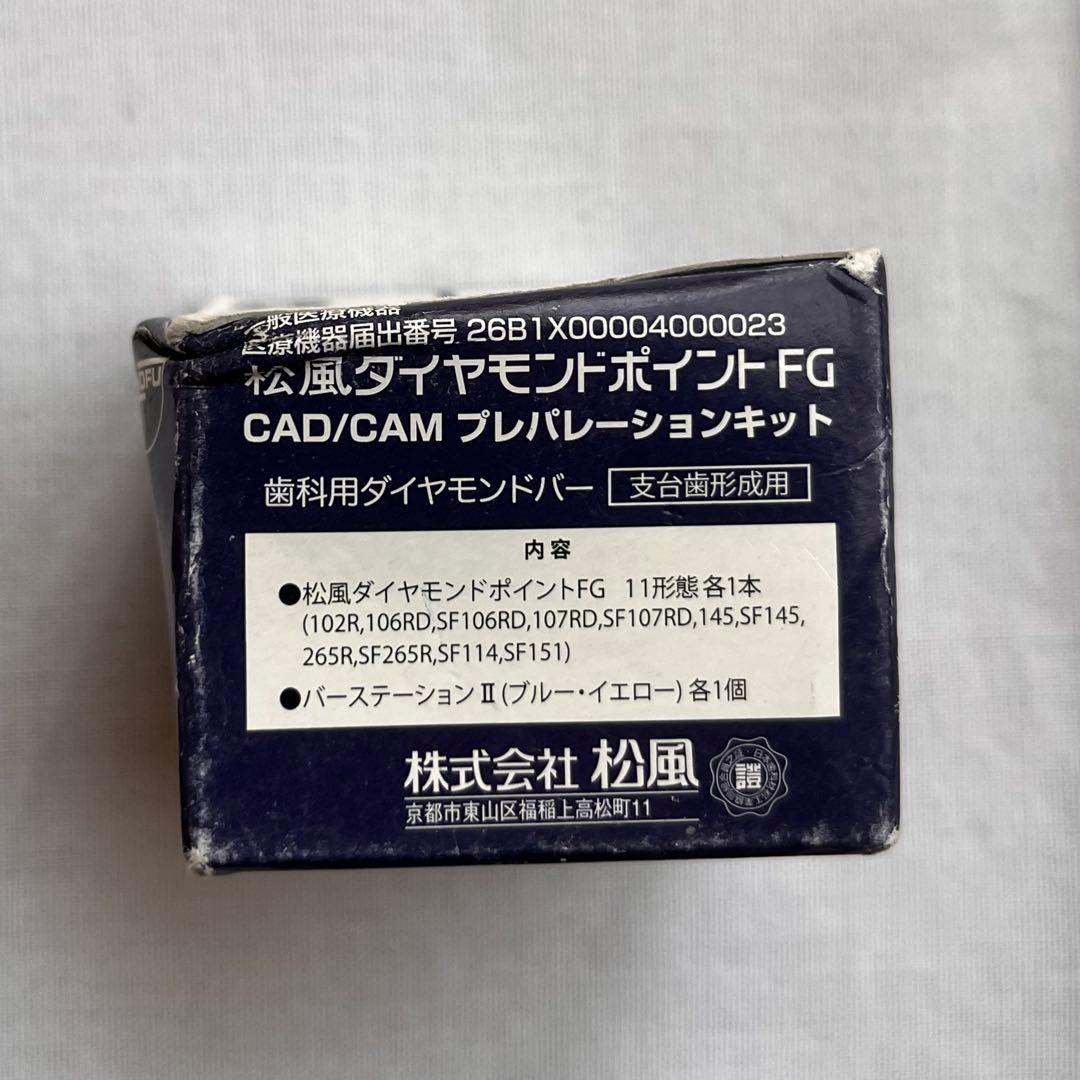 般医療機器
医療機器届出番号 26B1X00004000023
松風ダイヤモンドポイント FG
CAD/CAM プレパレーションキット
歯科用ダイヤモンドバー 支台歯形成用
内容
●松風ダイヤモンドポイントFG 11形態 各1本
(102R,106RD,SF106RD,107RD,SF107RD,145,SF145,
265R,SF265R,SF114,SF151)
●バーステーションⅡ(ブルー・イエロー) 各1個
株式会社 松風
證
京都市東山区福稲上高松町11